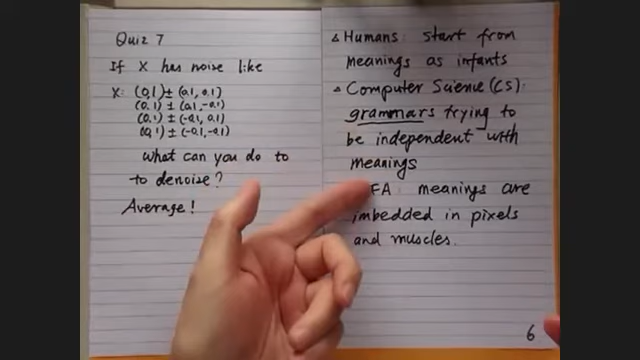 Quiz 7
If X has noise like
X: (0,1) ± (0.1, 0.1)
(0,1) ± (0.1, -0.1)
(0,1) ± (-0.1, 0.1)
(0,1) ± (-0.1, -0.1)
What can you do to
to denoise?
Average!
Humans: start from
meanings as infants
Computer Science (CS):
grammars trying to
be independent with
meanings
FA: meanings are
imbedded in pixels
and muscles.
6